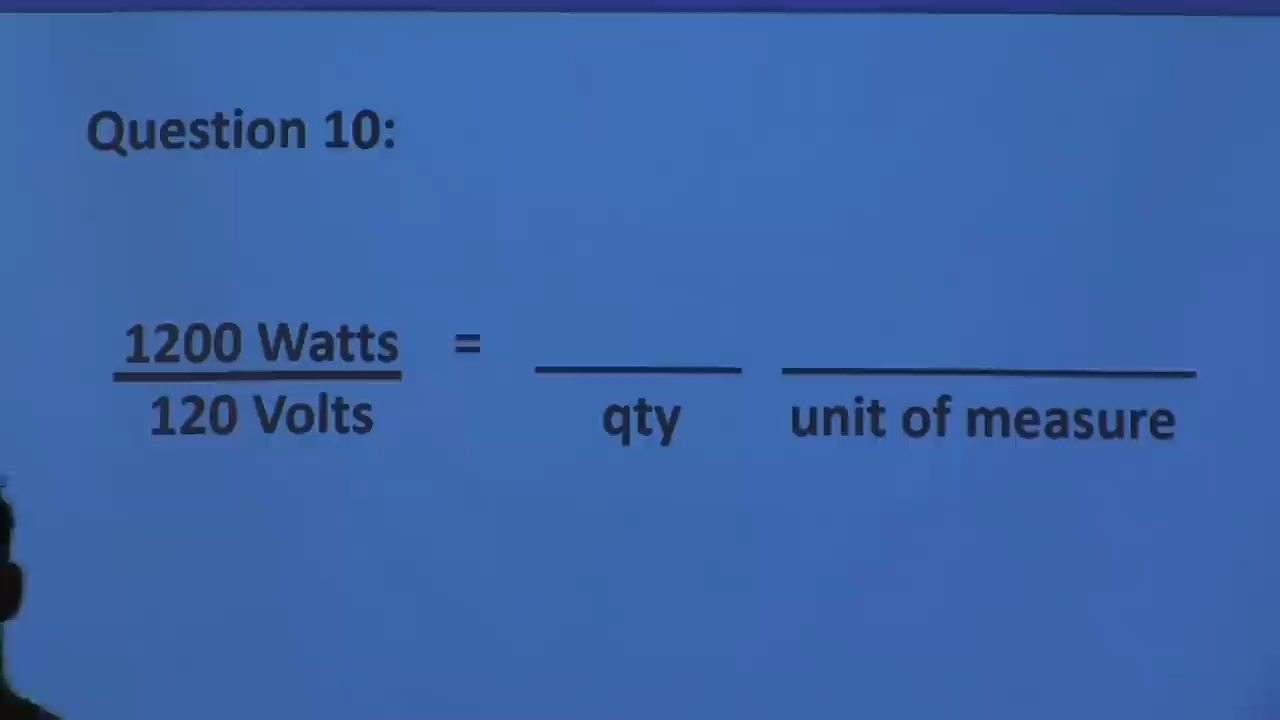 Question 10:
1200 Watts =
120 Volts
qty unit of measure